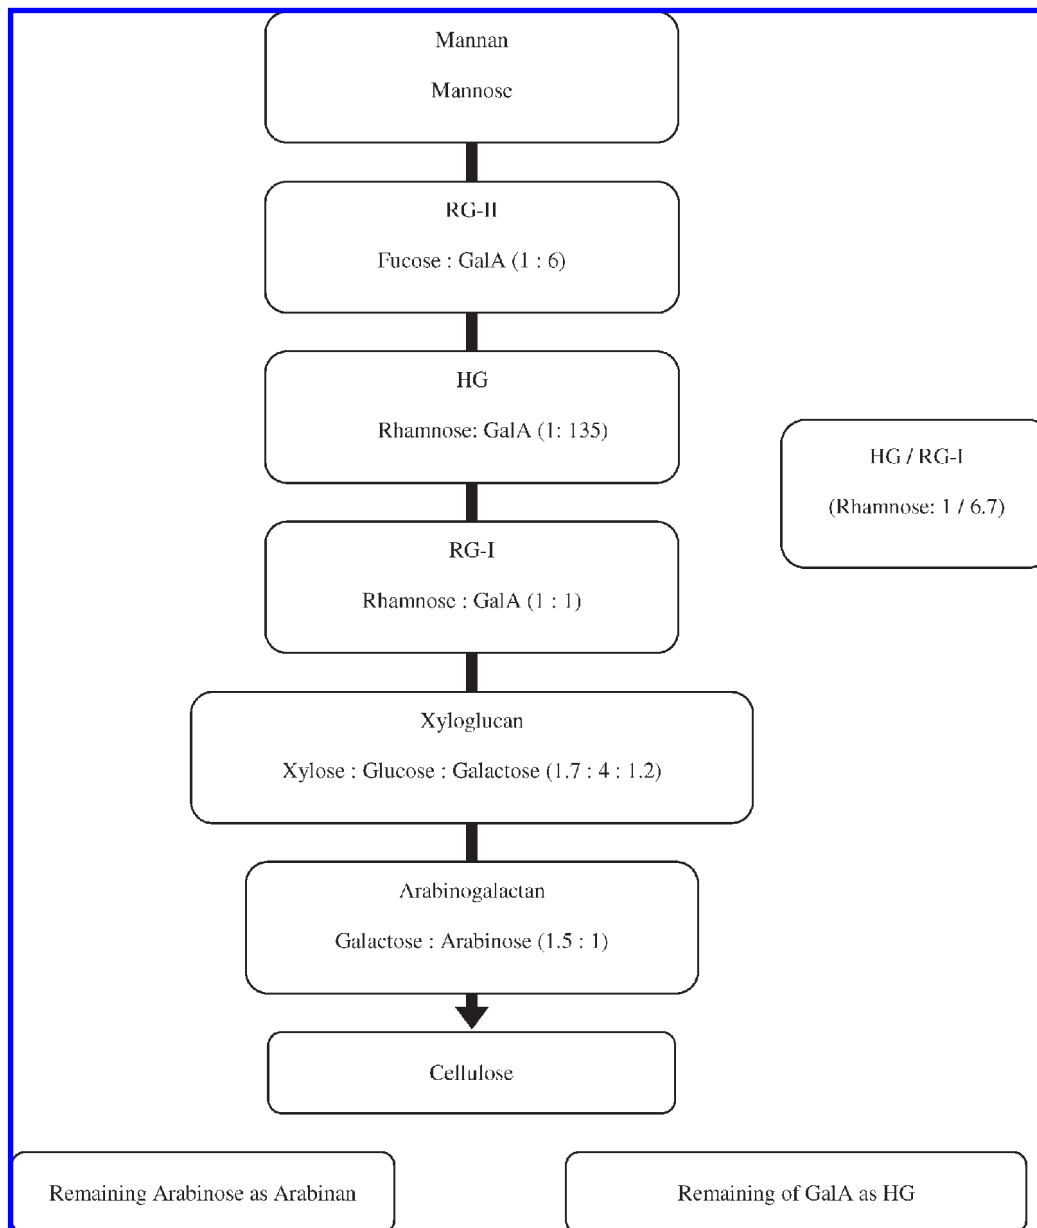 Mannan
Mannose
RG-II
Fucose : GalA (1 : 6)
HG
Rhamnose: GalA (1: 135)
HG / RG-I
(Rhamnose: 1 / 6.7)
RG-I
Rhamnose : GalA (1 : 1)
Xyloglucan
Xylose : Glucose : Galactose (1.7 : 4 : 1.2)
Arabinogalactan
Galactose : Arabinose (1.5 : 1)
Cellulose
Remaining Arabinose as Arabinan
Remaining of GalA as HG